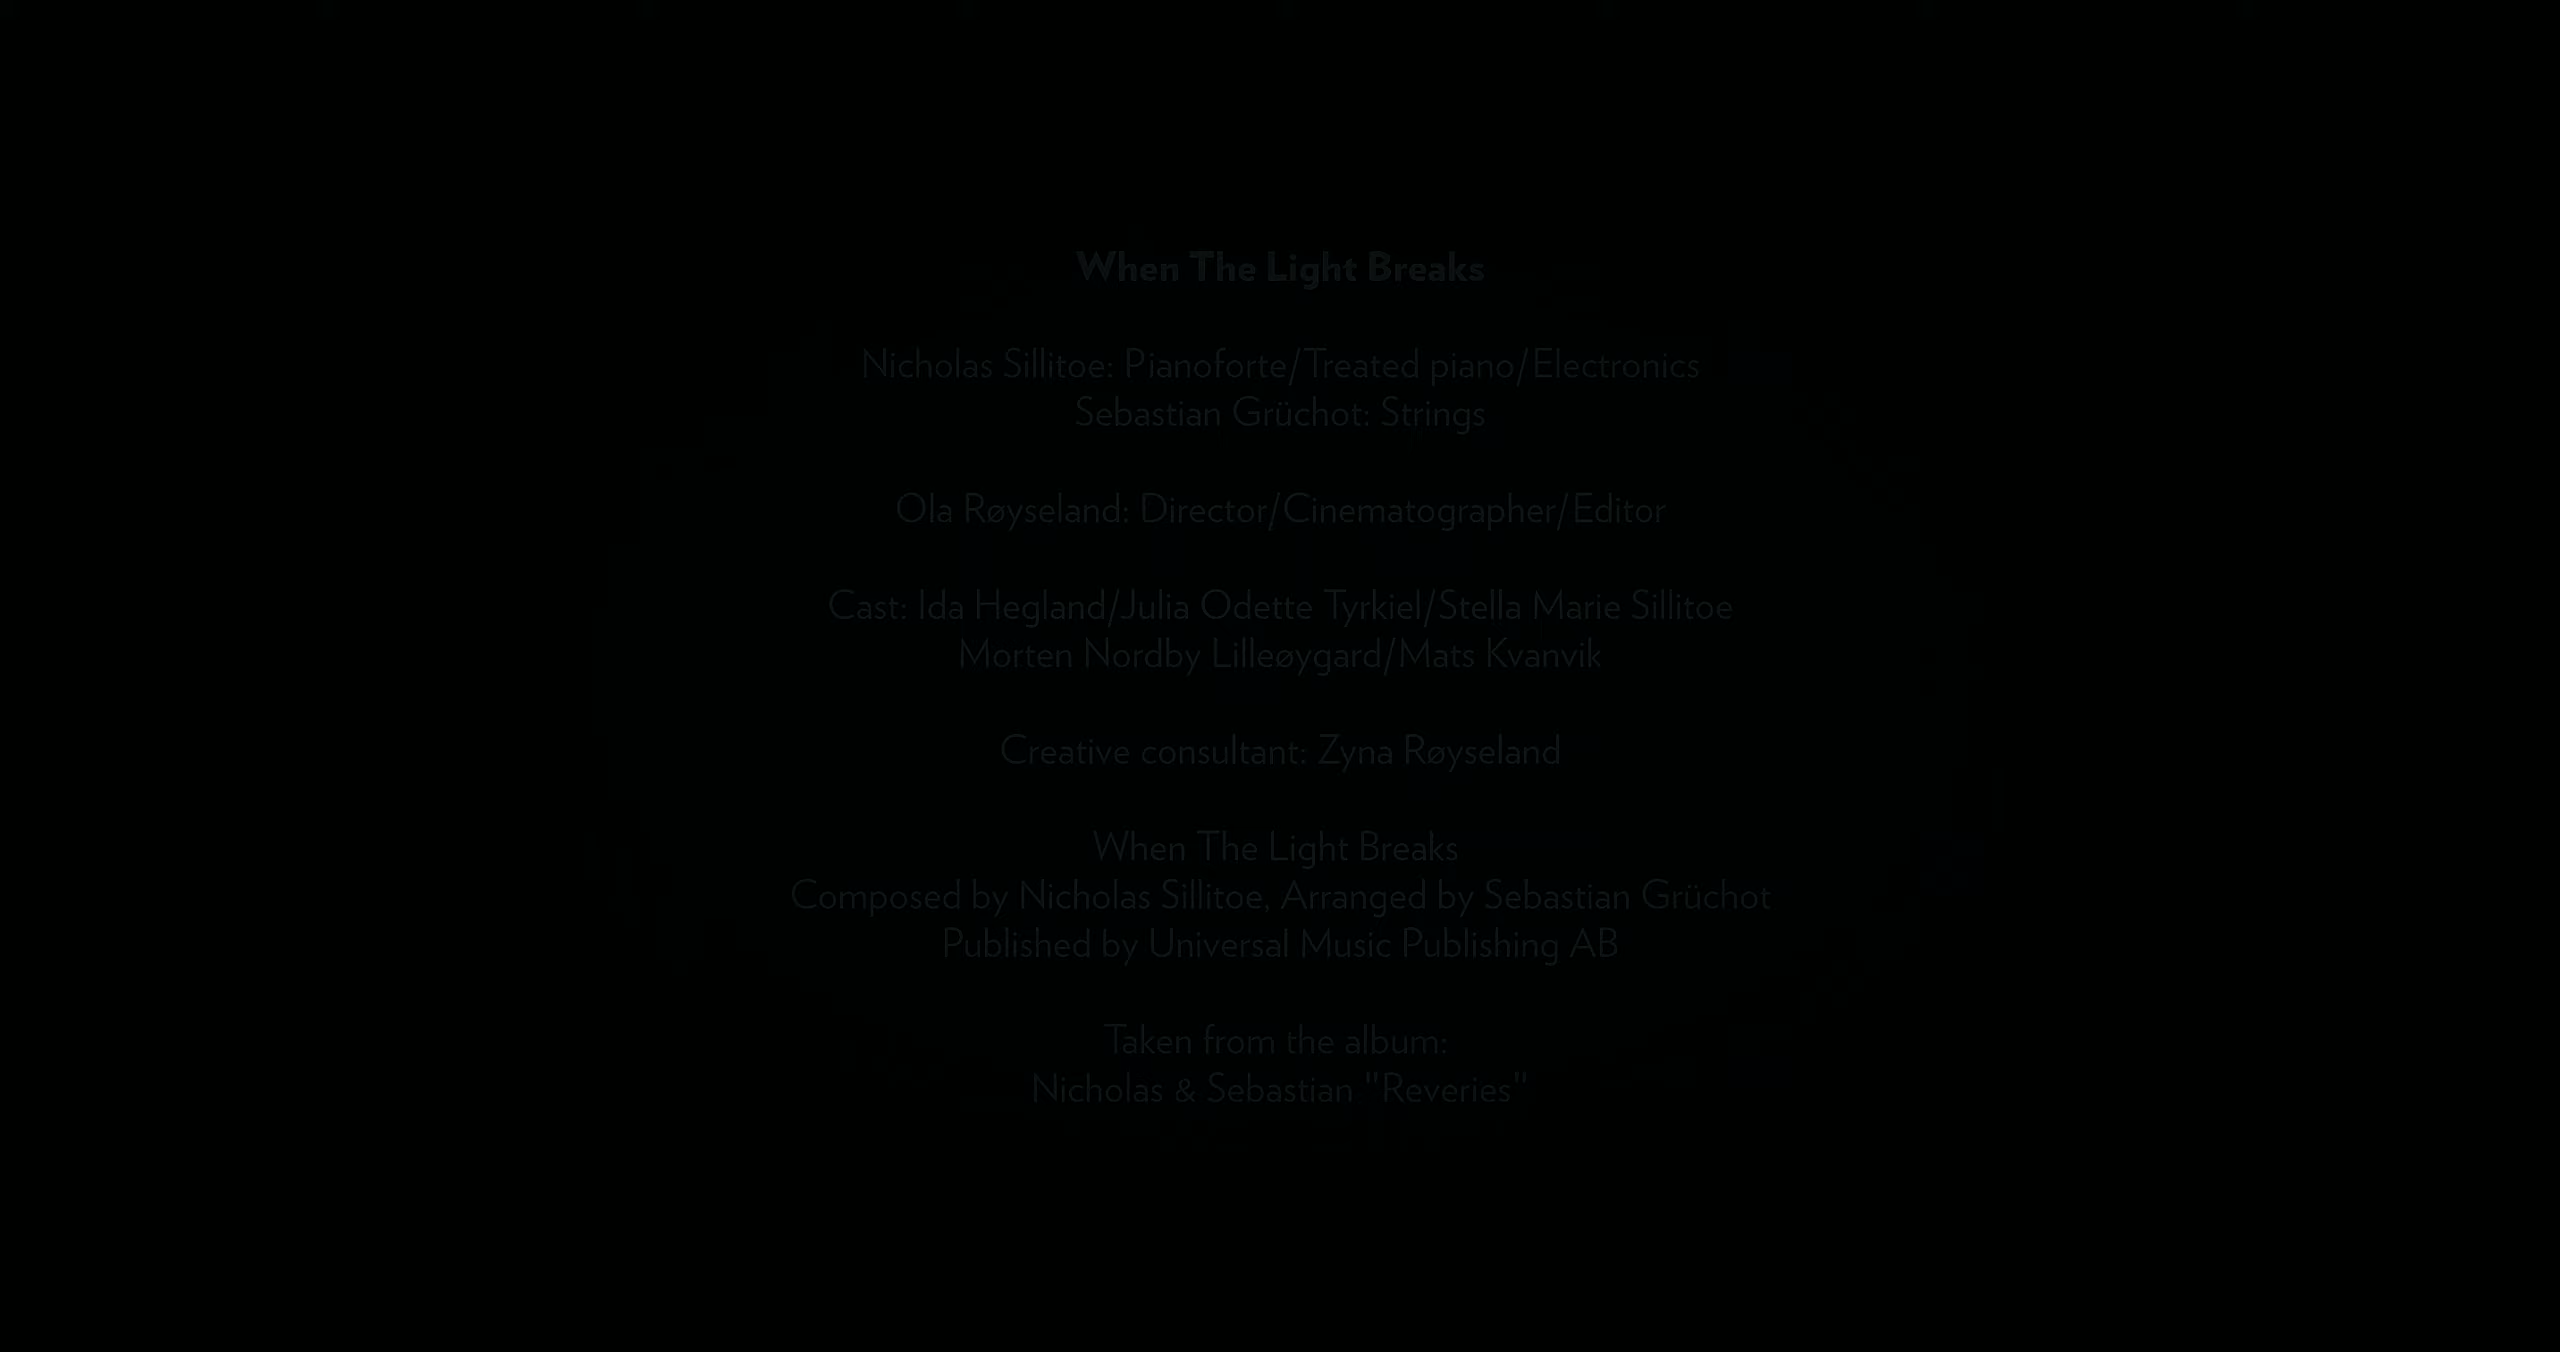 When The Light Breaks
Nicholas Sillitoe: Pianoforte/Treated piano/Electronics
Sebastian Grüchot: Strings
Ola Røyseland: Director/Cinematographer/Editor
Cast: Ida Hegland/Julia Odette Tyrkiel/Stella Marie Sillitoe
Morten Nordby Lilleøygard/Mats Kvanvik
Creative consultant: Zyna Røyseland
When The Light Breaks
Composed by Nicholas Sillitoe, Arranged by Sebastian Grüchot
Published by Universal Music Publishing AB
Taken from the album:
Nicholas & Sebastian "Reveries"